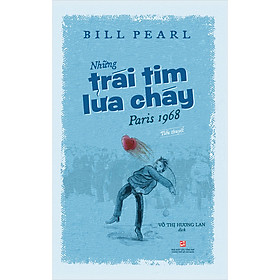 BILL PEARL
Những
trái tim
lửa cháy
Paris 1968
Tiểu thuyết
VÕ THỊ HƯƠNG LAN
dịch